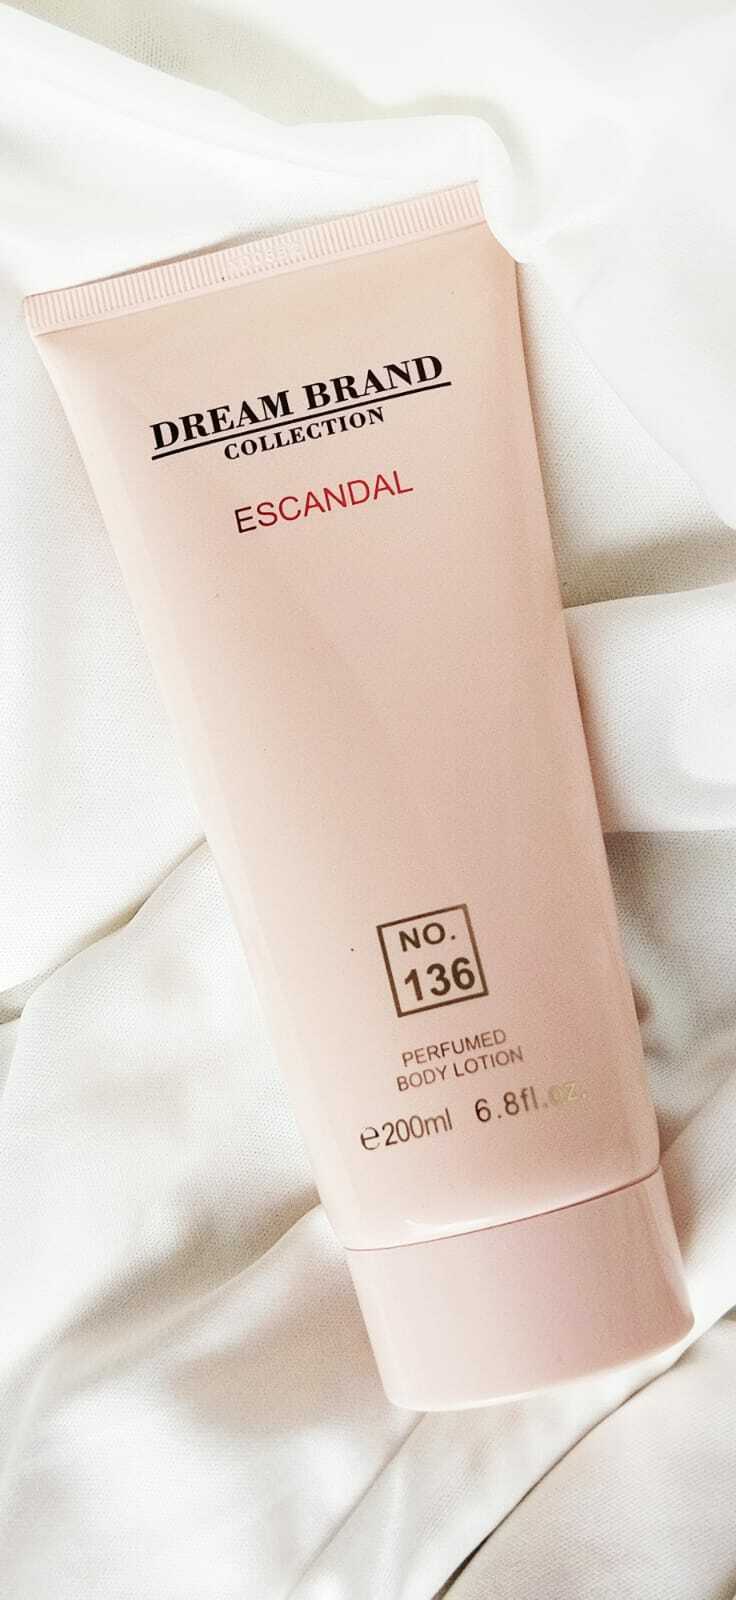 DREAM BRAND
COLLECTION
ESCANDAL
NO.
136
PERFUMED
BODY LOTION
℮200ml 6.8fl.oz.